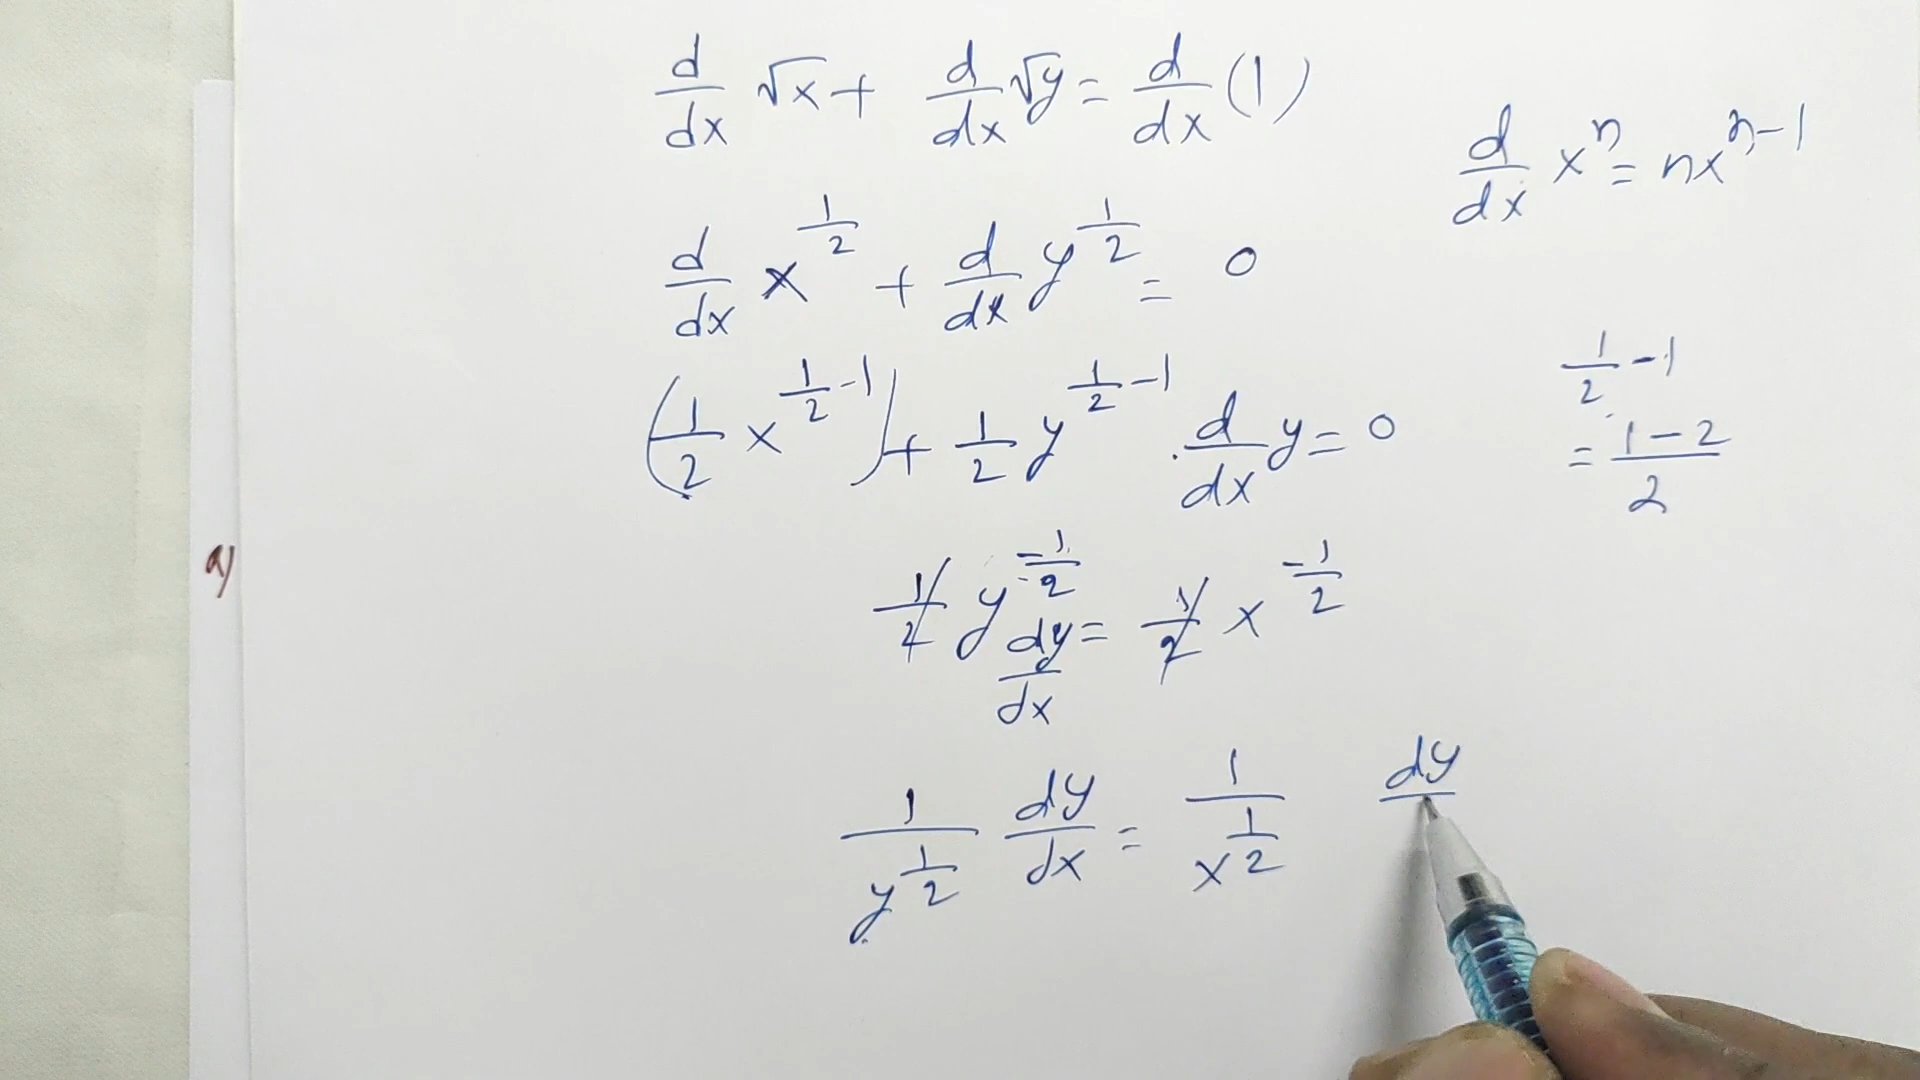 d/dx √x + d/dx √y = d/dx (1)
d/dx xⁿ = nxⁿ⁻¹
d/dx x^(1/2) + d/dx y^(1/2) = 0
(1/2 x^(1/2 - 1)) + 1/2 y^(1/2 - 1) . d/dx y = 0
1/2 - 1
= (1-2)/2
1/2 y^(-1/2) dy/dx = 1/2 x^(-1/2)
1/y^(1/2) dy/dx = 1/x^(1/2) dy
a)